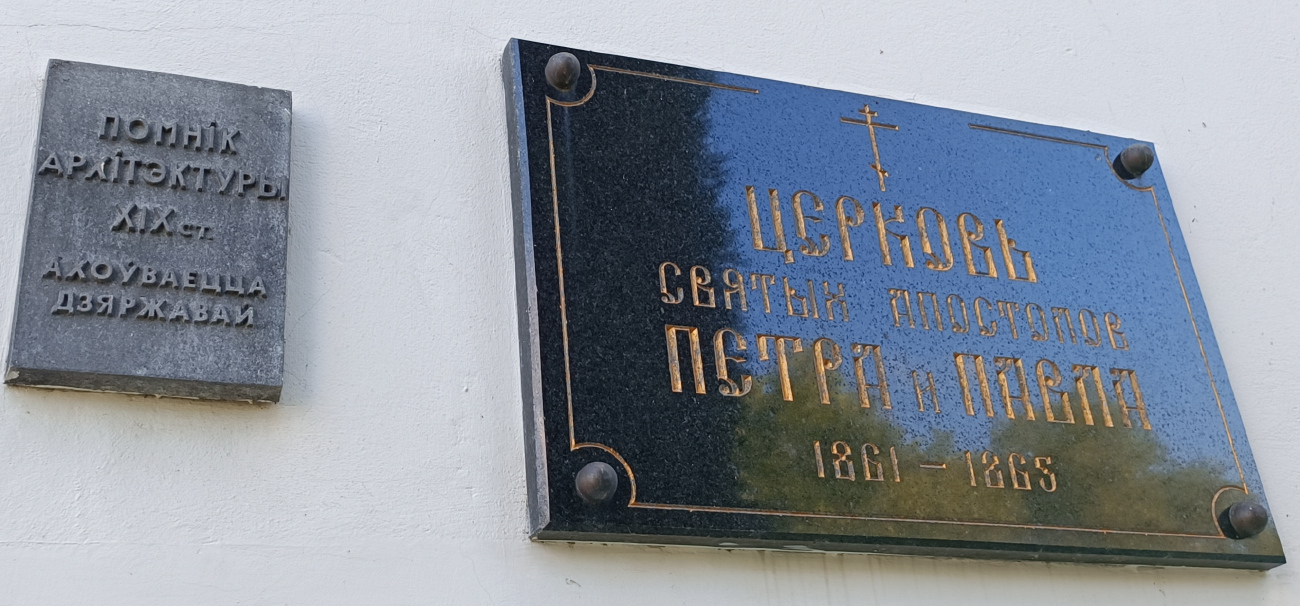 ПОМНІК
АРХІТЭКТУРЫ
XIX ст.
АХОЎВАЕЦЦА
ДЗЯРЖАВАЙ
ЦЕРКОВЬ
СВЯТЫХ АПОСТОЛОВ
ПЕТРА И ПАВЛА
1861 – 1865